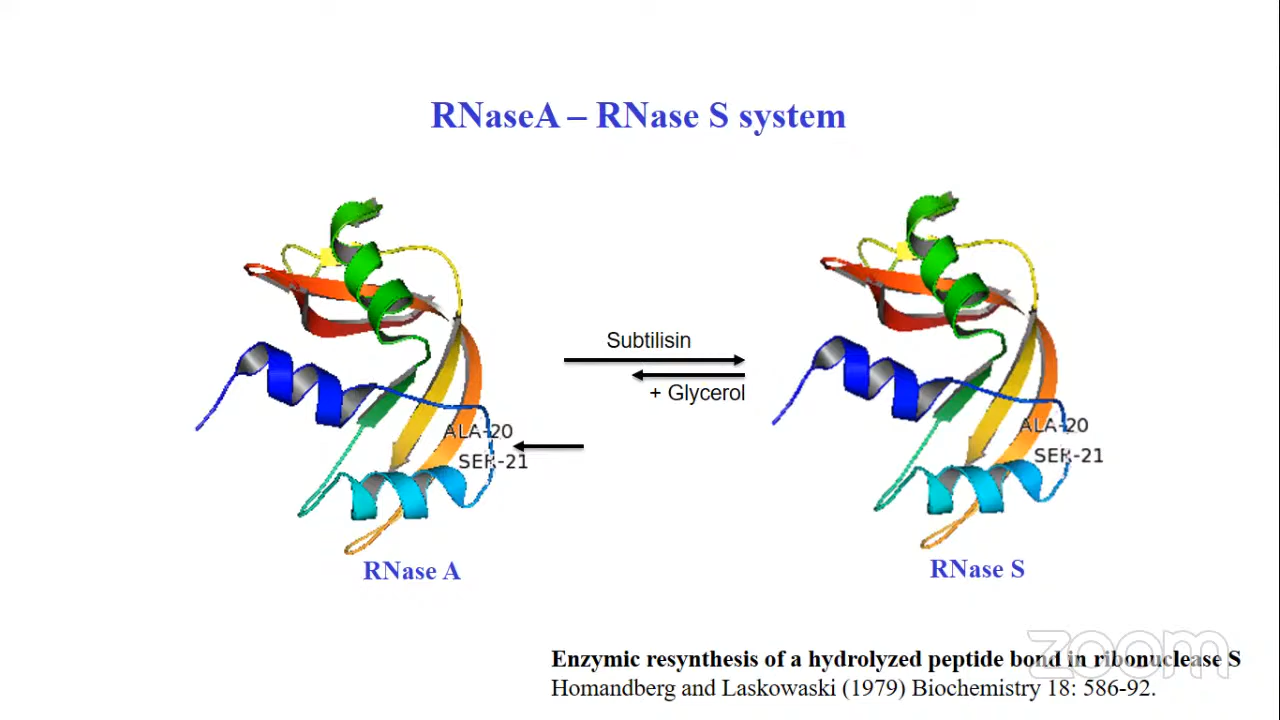 RNaseA – RNase S system
Subtilisin
+ Glycerol
ALA-20
SER-21
ALA-20
SER-21
RNase A
RNase S
Enzymic resynthesis of a hydrolyzed peptide bond in ribonuclease S
Homandberg and Laskowaski (1979) Biochemistry 18: 586-92.
zoom